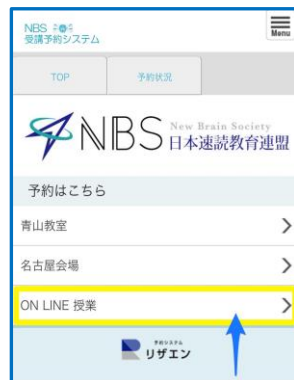 NBS
受講予約システム
Menu
TOP
予約状況
NBS
New Brain Society
日本速読教育連盟
予約はこちら
青山教室
名古屋会場
ON LINE 授業
予約システム
リザエン